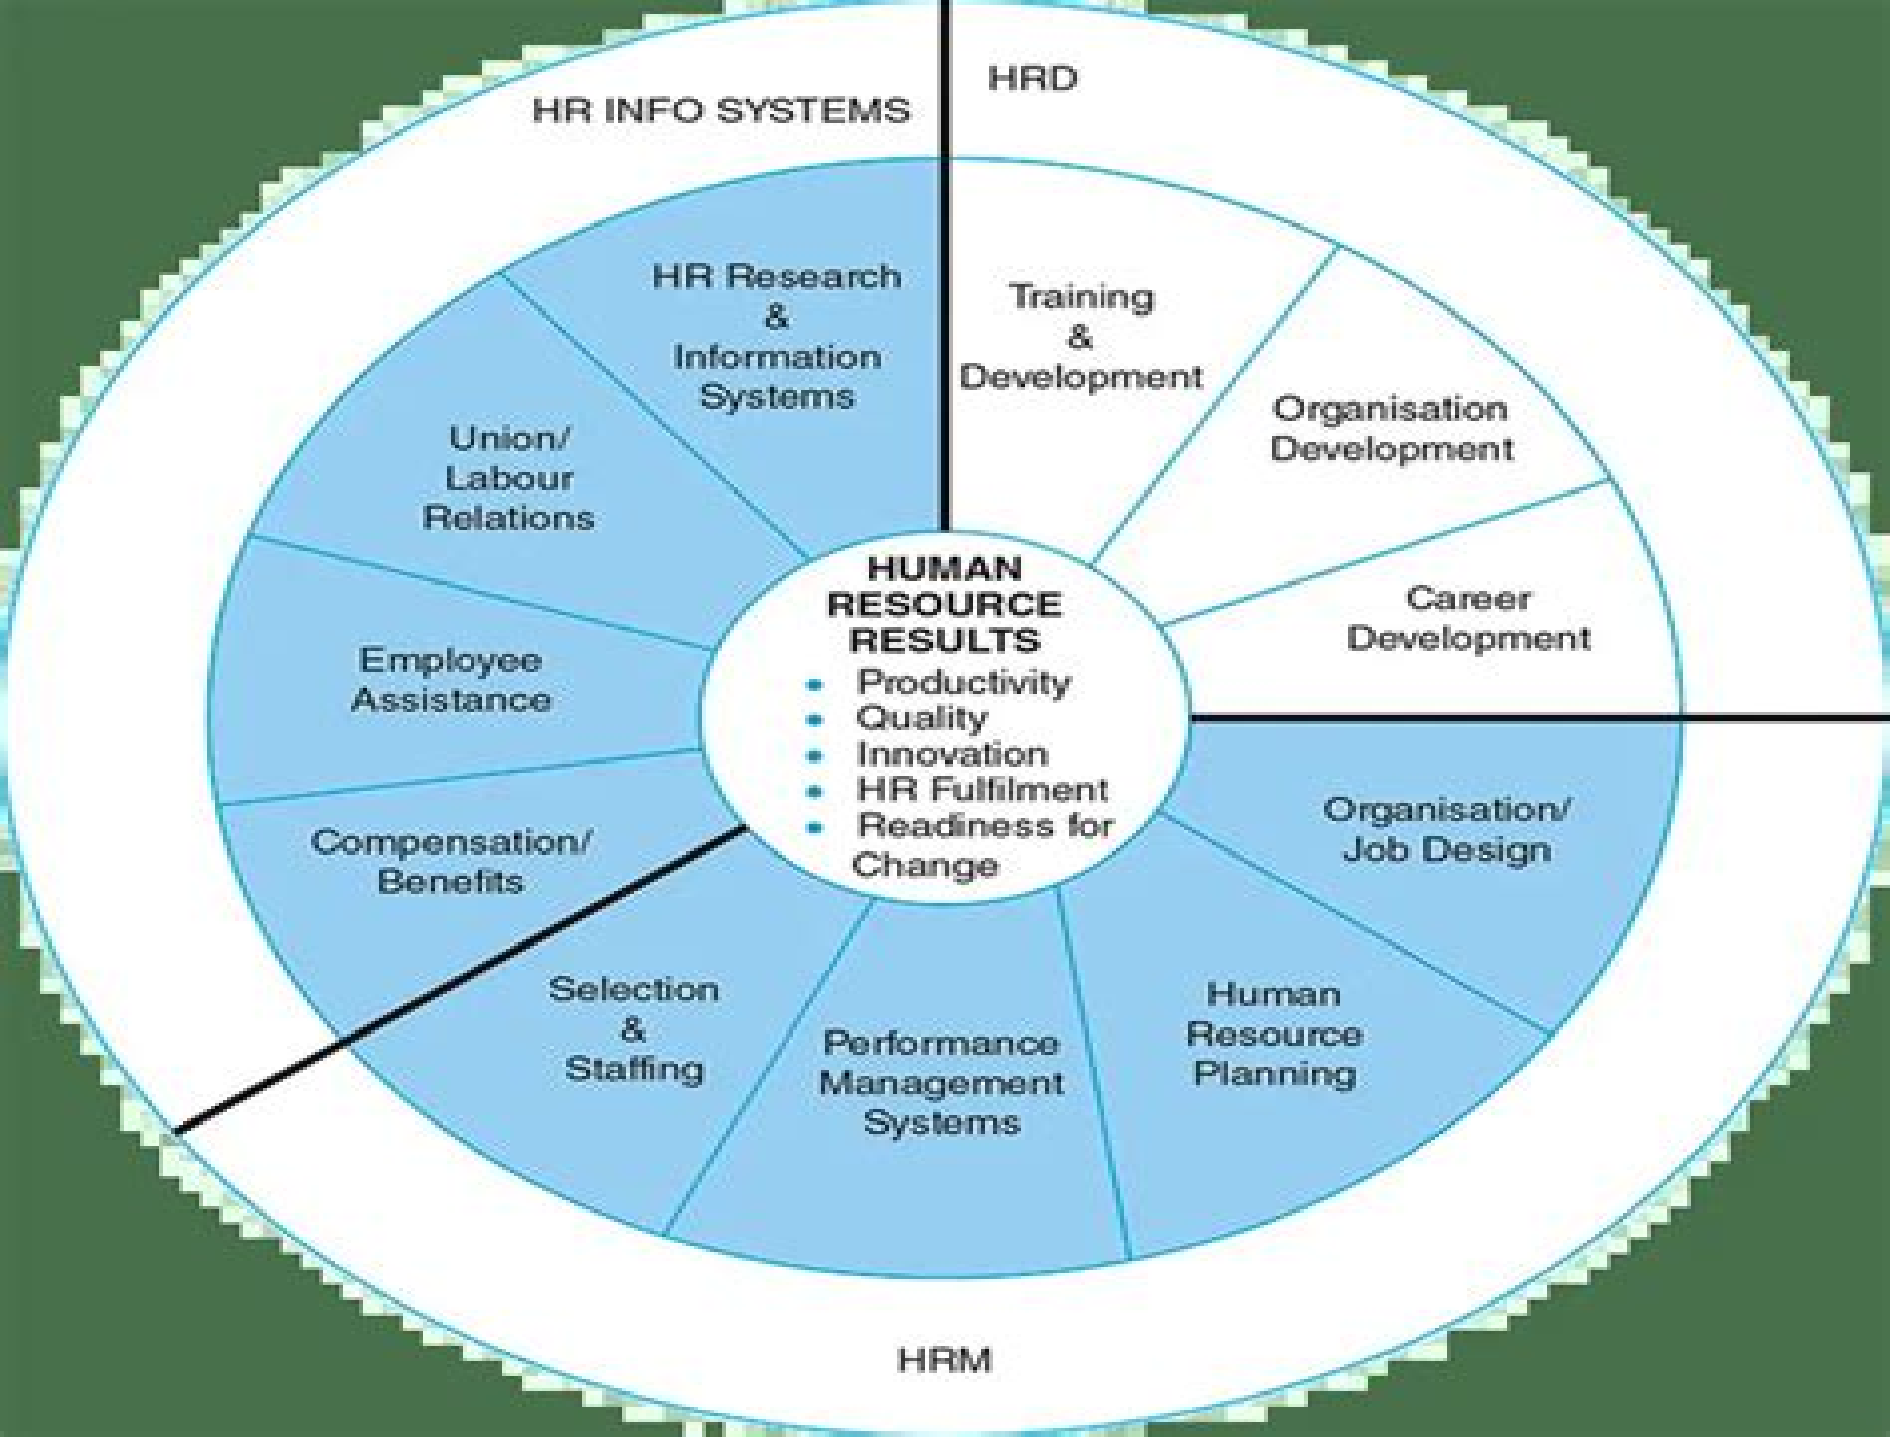 HR INFO SYSTEMS
HRD
HR Research
&
Information
Systems
Training
&
Development
Organisation
Development
Career
Development
Union/
Labour
Relations
Employee
Assistance
Compensation/
Benefits
HUMAN
RESOURCE
RESULTS
• Productivity
• Quality
• Innovation
• HR Fulfilment
• Readiness for
Change
Organisation/
Job Design
Human
Resource
Planning
Performance
Management
Systems
Selection
&
Staffing
HRM